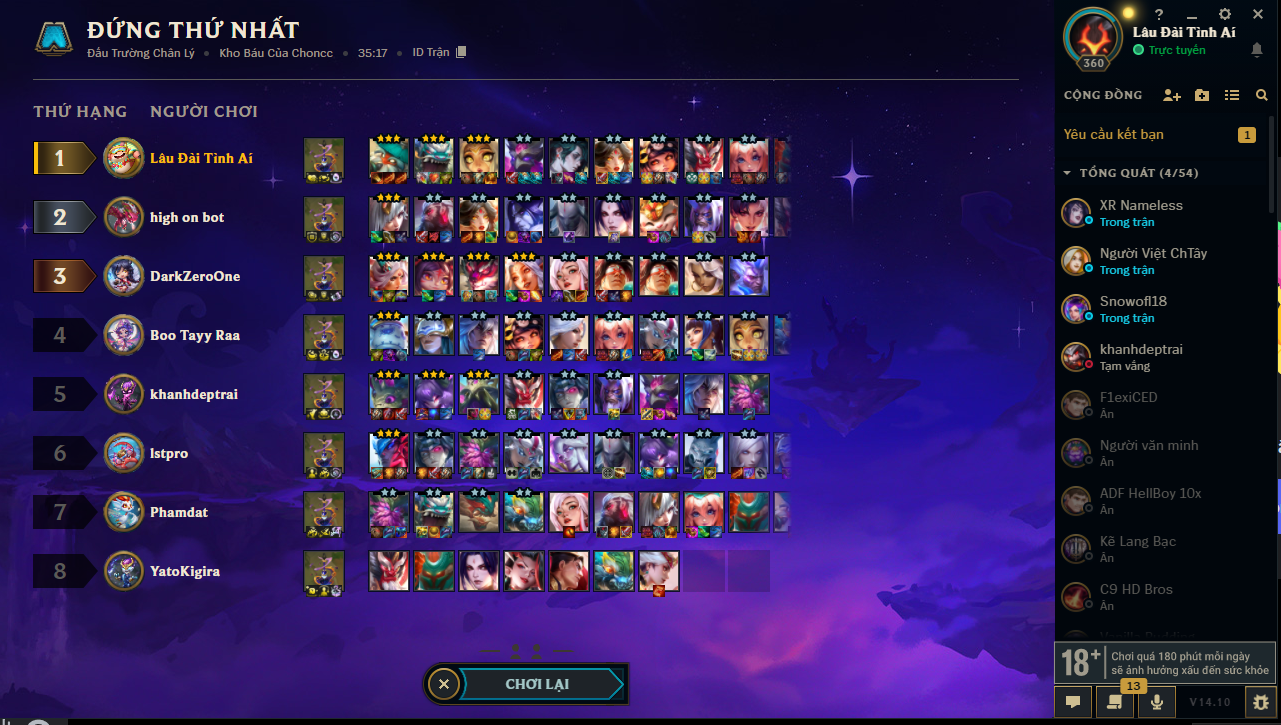 ĐỨNG THỨ NHẤT
Đấu Trường Chân Lý • Kho Báu Của Choncc • 35:17 • ID Trận
THỨ HẠNG NGƯỜI CHƠI
1 Lâu Đài Tình Aí
2 high on bot
3 DarkZeroOne
4 Boo Tayy Raa
5 khanhdeptrai
6 lstpro
7 Phamdat
8 YatoKigira
CHƠI LẠI
360
Lâu Đài Tình Aí
Trực tuyến
CỘNG ĐỒNG
Yêu cầu kết bạn 1
TỔNG QUÁT (4/54)
XR Nameless
Trong trận
Người Việt ChTây
Trong trận
Snowofl18
Trong trận
khanhdeptrai
Tạm vắng
F1exiCED
Ẩn
Người văn minh
Ẩn
ADF HellBoy 10x
Ẩn
Kẽ Lang Bạc
Ẩn
C9 HD Bros
Ẩn
18+ Chơi quá 180 phút mỗi ngày
sẽ ảnh hưởng xấu đến sức khỏe
13
V14.10